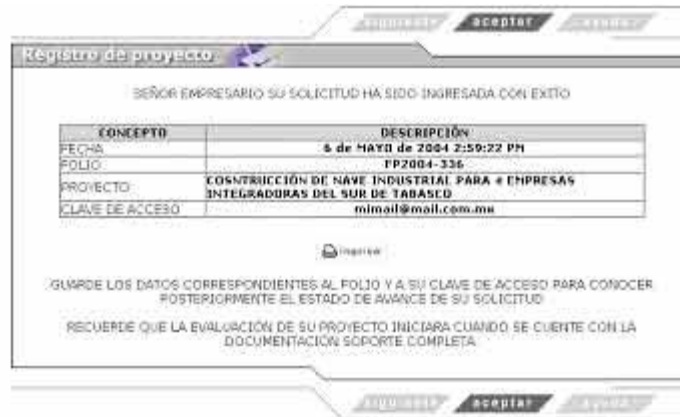 siguiente aceptar ayuda
Registro de proyecto
SEÑOR EMPRESARIO SU SOLICITUD HA SIDO INGRESADA CON EXITO
CONCEPTO DESCRIPCIÓN
FECHA 6 de MAYO de 2004 2:59:22 PM
FOLIO FP2004-336
PROYECTO COSNTRUCCIÓN DE NAVE INDUSTRIAL PARA 4 EMPRESAS
INTEGRADORAS DEL SUR DE TABASCO
CLAVE DE ACCESO mimail@mail.com.mx
Imprimir
GUARDE LOS DATOS CORRESPONDIENTES AL FOLIO Y A SU CLAVE DE ACCESO PARA CONOCER
POSTERIORMENTE EL ESTADO DE AVANCE DE SU SOLICITUD
RECUERDE QUE LA EVALUACIÓN DE SU PROYECTO INICIARA CUANDO SE CUENTE CON LA
DOCUMENTACIÓN SOPORTE COMPLETA
siguiente aceptar ayuda